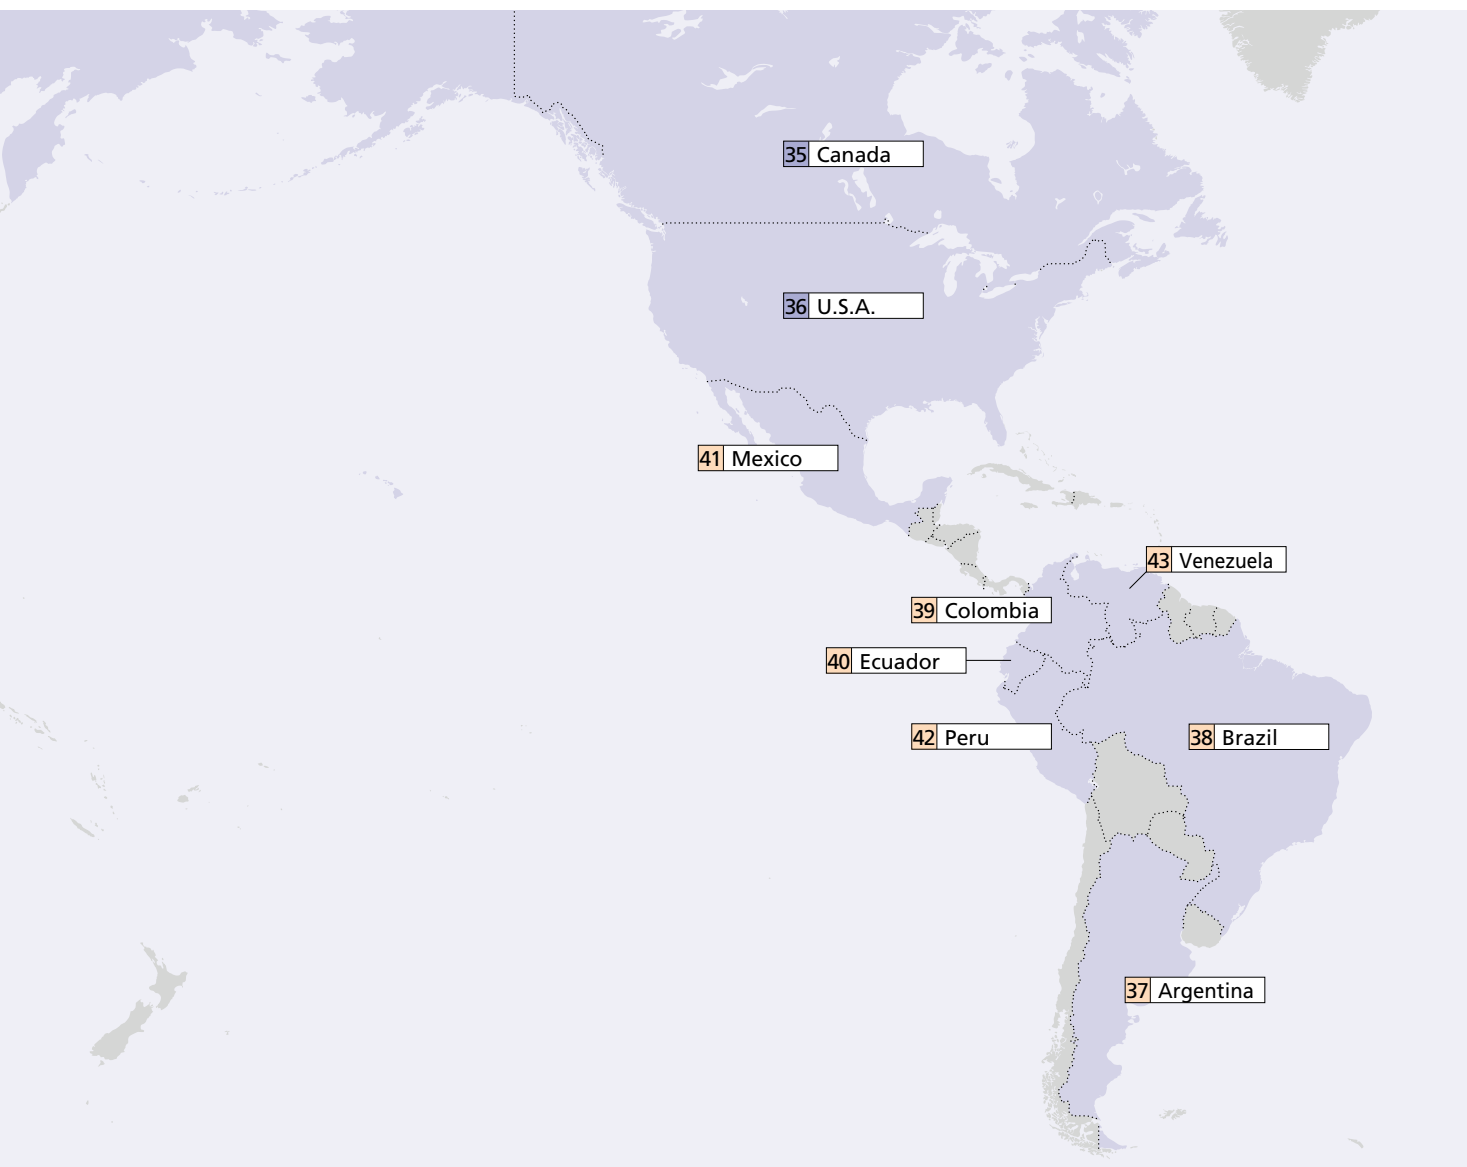 35 Canada
36 U.S.A.
41 Mexico
43 Venezuela
39 Colombia
40 Ecuador
42 Peru
38 Brazil
37 Argentina